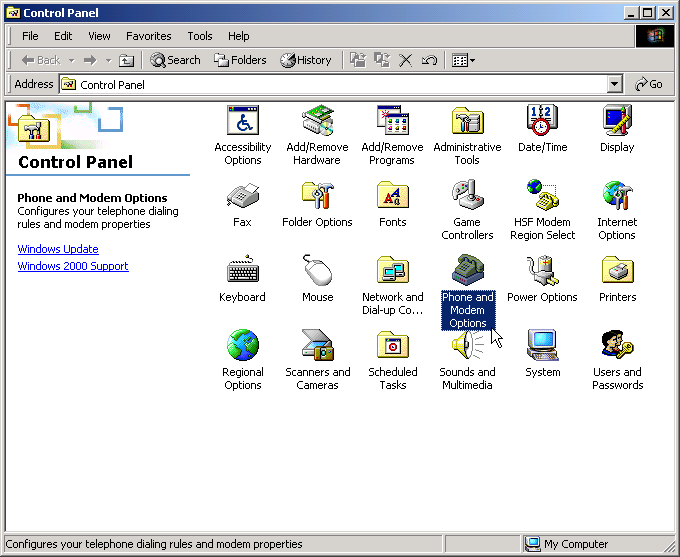 Control Panel
File Edit View Favorites Tools Help
Back Search Folders History
Address Control Panel Go
Control Panel
Phone and Modem Options
Configures your telephone dialing
rules and modem properties
Windows Update
Windows 2000 Support
Accessibility
Options
Add/Remove
Hardware
Add/Remove
Programs
Administrative
Tools
1 2
Date/Time
Display
Fax
Folder Options
Fonts
Game
Controllers
HSF Modem
Region Select
Internet
Options
Keyboard
Mouse
Network and
Dial-up Co...
Phone and
Modem
Options
Power Options
Printers
Regional
Options
Scanners and
Cameras
Scheduled
Tasks
Sounds and
Multimedia
System
Users and
Passwords
Configures your telephone dialing rules and modem properties
My Computer